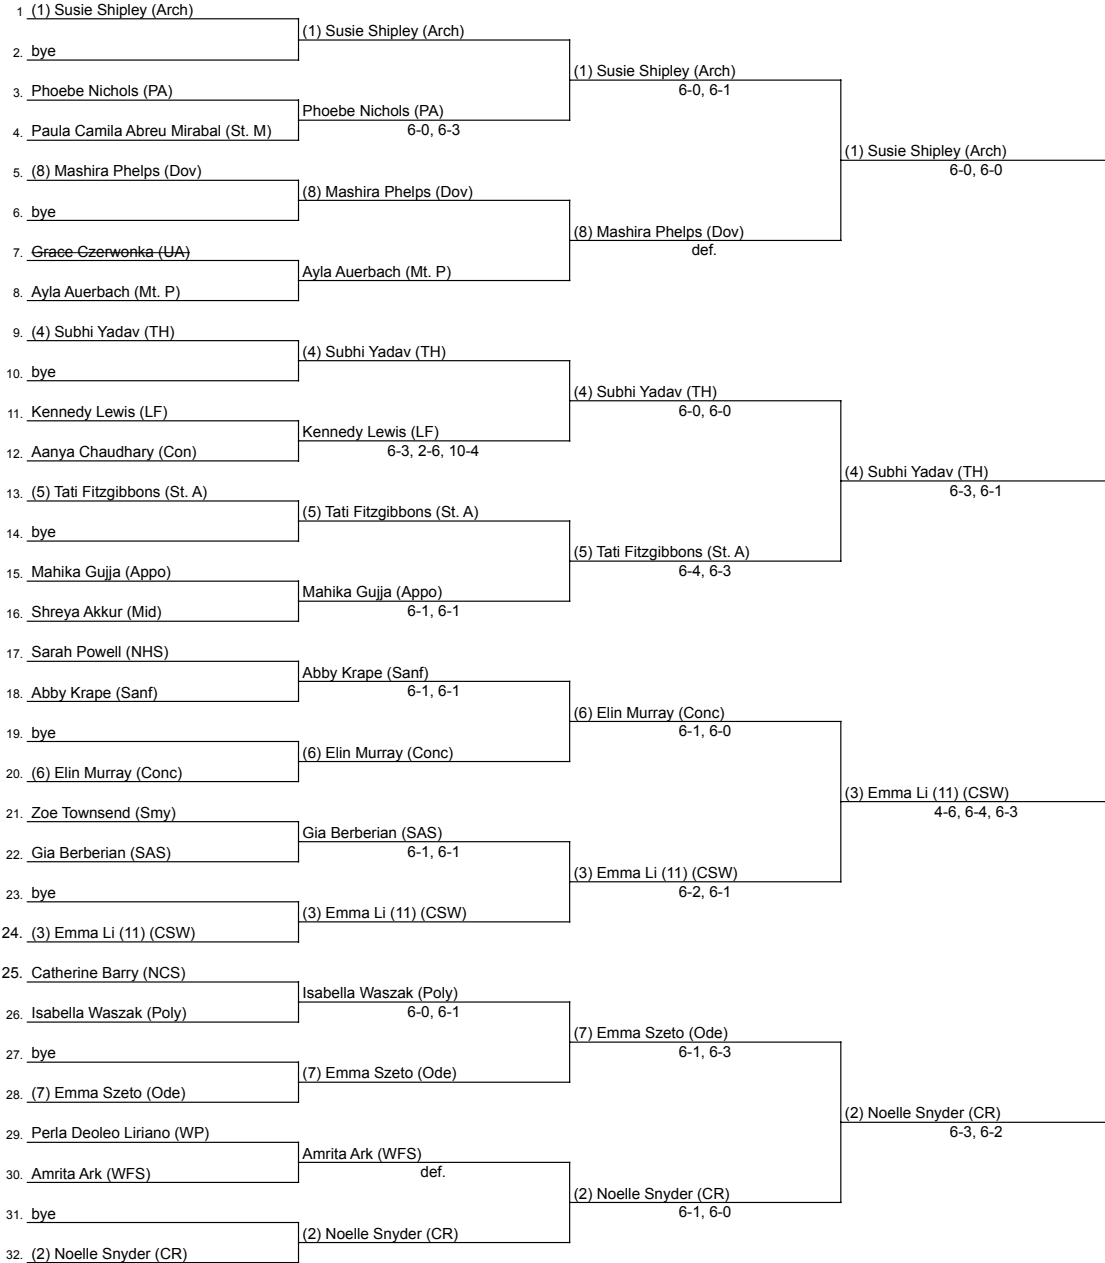 1 (1) Susie Shipley (Arch)
2. bye
3. Phoebe Nichols (PA)
4. Paula Camila Abreu Mirabal (St. M)
5. (8) Mashira Phelps (Dov)
6. bye
7. Grace Czerwonka (UA)
8. Ayla Auerbach (Mt. P)
9. (4) Subhi Yadav (TH)
10. bye
11. Kennedy Lewis (LF)
12. Aanya Chaudhary (Con)
13. (5) Tati Fitzgibbons (St. A)
14. bye
15. Mahika Gujja (Appo)
16. Shreya Akkur (Mid)
17. Sarah Powell (NHS)
18. Abby Krape (Sanf)
19. bye
20. (6) Elin Murray (Conc)
21. Zoe Townsend (Smy)
22. Gia Berberian (SAS)
23. bye
24. (3) Emma Li (11) (CSW)
25. Catherine Barry (NCS)
26. Isabella Waszak (Poly)
27. bye
28. (7) Emma Szeto (Ode)
29. Perla Deoleo Liriano (WP)
30. Amrita Ark (WFS)
31. bye
32. (2) Noelle Snyder (CR)
(1) Susie Shipley (Arch)
Phoebe Nichols (PA)
6-0, 6-3
(8) Mashira Phelps (Dov)
Ayla Auerbach (Mt. P)
(4) Subhi Yadav (TH)
Kennedy Lewis (LF)
6-3, 2-6, 10-4
(5) Tati Fitzgibbons (St. A)
Mahika Gujja (Appo)
6-1, 6-1
Abby Krape (Sanf)
6-1, 6-1
(6) Elin Murray (Conc)
Gia Berberian (SAS)
6-1, 6-1
(3) Emma Li (11) (CSW)
Isabella Waszak (Poly)
6-0, 6-1
(7) Emma Szeto (Ode)
Amrita Ark (WFS)
def.
(2) Noelle Snyder (CR)
(1) Susie Shipley (Arch)
6-0, 6-1
(8) Mashira Phelps (Dov)
def.
(4) Subhi Yadav (TH)
6-0, 6-0
(5) Tati Fitzgibbons (St. A)
6-4, 6-3
(6) Elin Murray (Conc)
6-1, 6-0
(3) Emma Li (11) (CSW)
6-2, 6-1
(7) Emma Szeto (Ode)
6-1, 6-3
(2) Noelle Snyder (CR)
6-1, 6-0
(1) Susie Shipley (Arch)
6-0, 6-0
(4) Subhi Yadav (TH)
6-3, 6-1
(3) Emma Li (11) (CSW)
4-6, 6-4, 6-3
(2) Noelle Snyder (CR)
6-3, 6-2